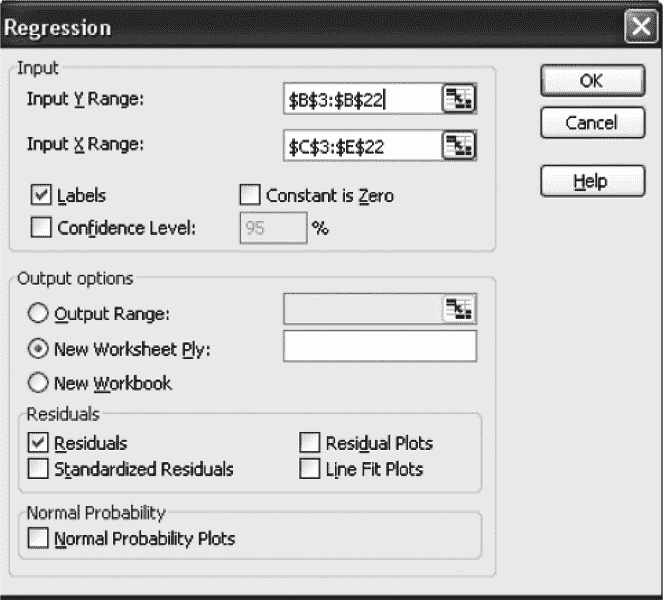 Regression
Input
Input Y Range:
$B$3:$B$22
Input X Range:
$C$3:$E$22
Labels
Constant is Zero
Confidence Level:
95
%
OK
Cancel
Help
Output options
Output Range:
New Worksheet Ply:
New Workbook
Residuals
Residuals
Residual Plots
Standardized Residuals
Line Fit Plots
Normal Probability
Normal Probability Plots